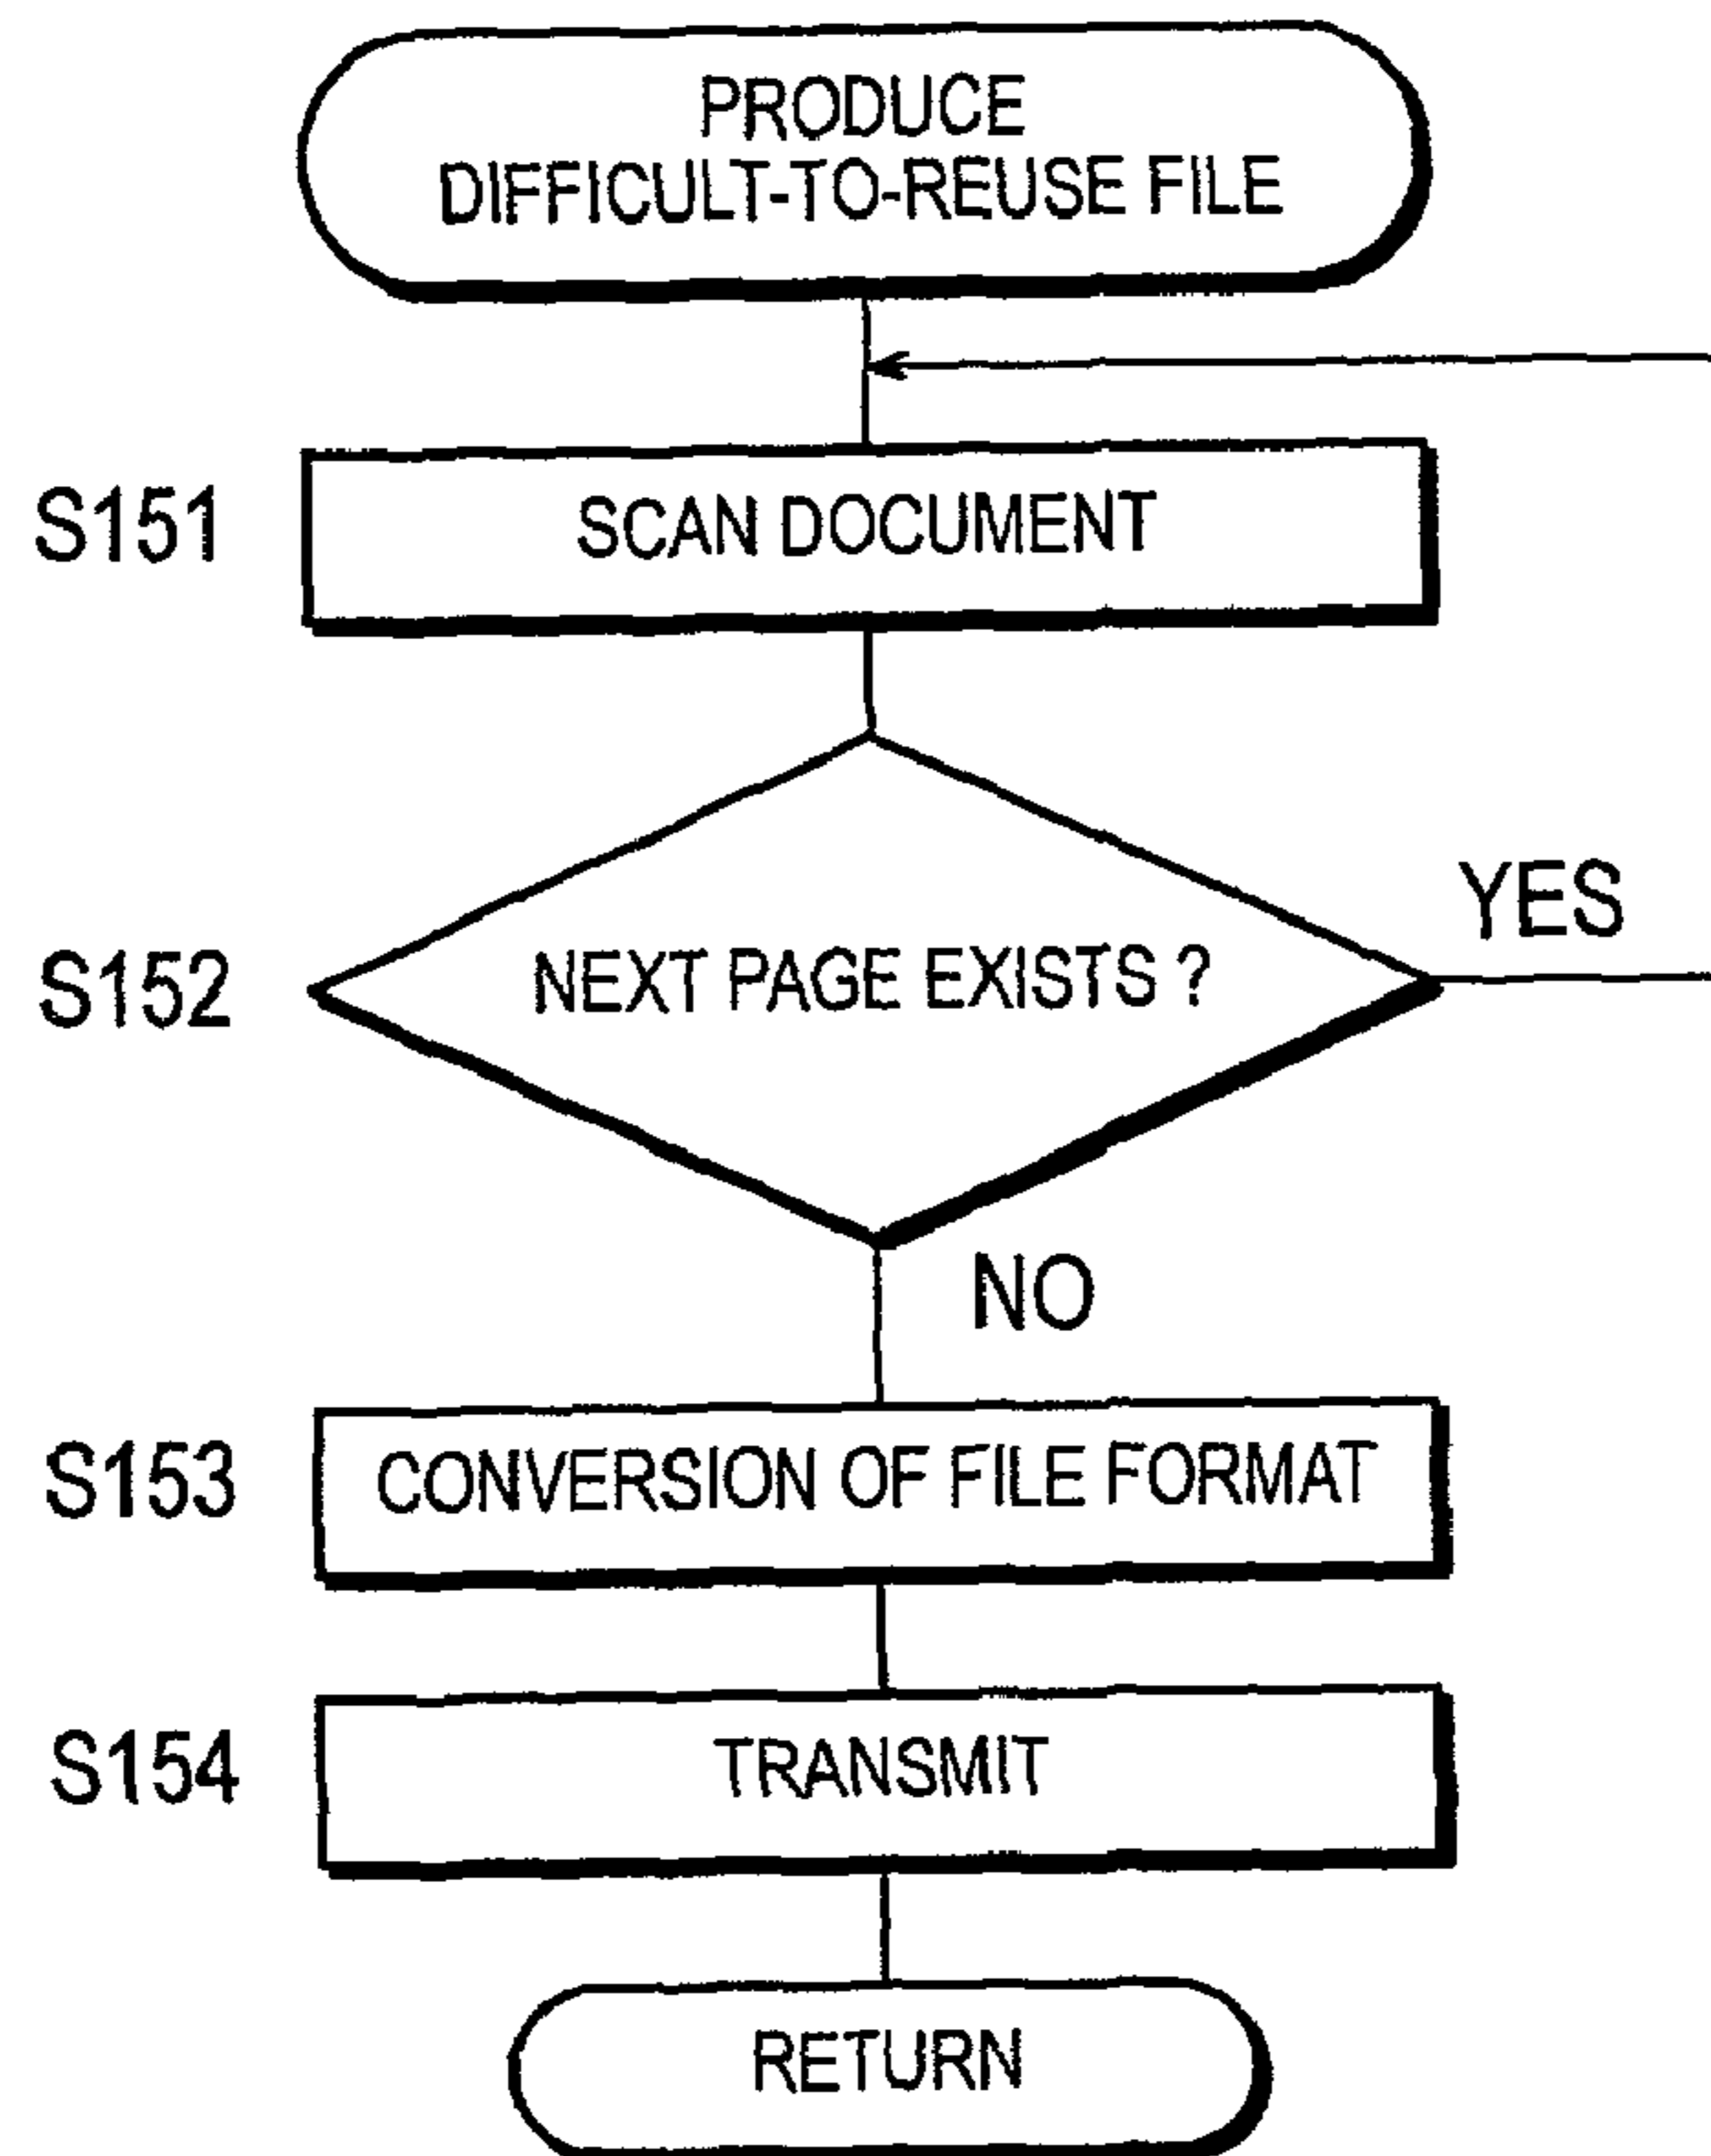 PRODUCE
DIFFICULT-TO-REUSE FILE
S151
SCAN DOCUMENT
S152
NEXT PAGE EXISTS ?
YES
NO
S153
CONVERSION OF FILE FORMAT
S154
TRANSMIT
RETURN